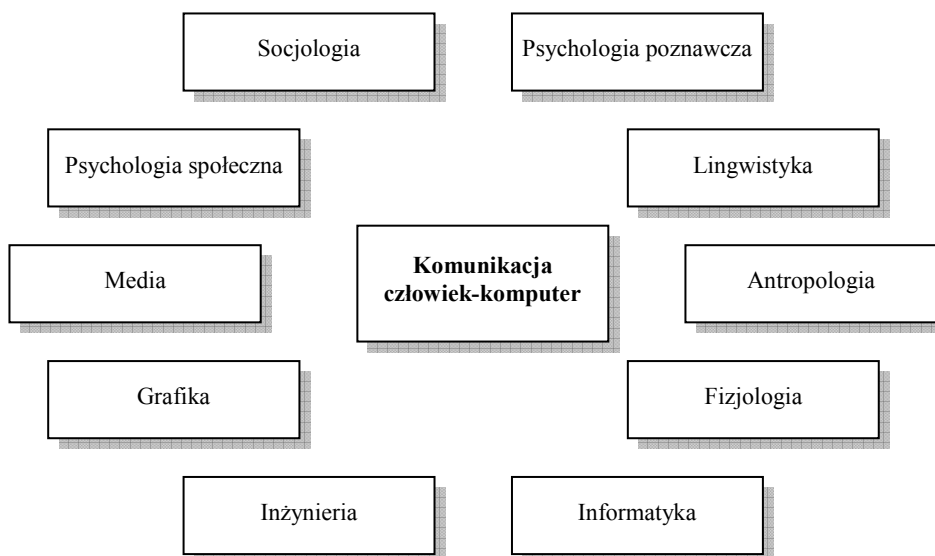 Socjologia
Psychologia poznawcza
Psychologia społeczna
Lingwistyka
Komunikacja
człowiek-komputer
Media
Antropologia
Grafika
Fizjologia
Inżynieria
Informatyka